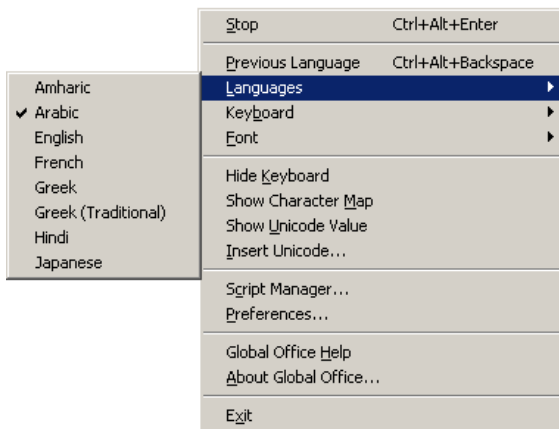 Stop Ctrl+Alt+Enter
Previous Language Ctrl+Alt+Backspace
Languages
Keyboard
Font
Hide Keyboard
Show Character Map
Show Unicode Value
Insert Unicode...
Script Manager...
Preferences...
Global Office Help
About Global Office...
Exit
Amharic
Arabic
English
French
Greek
Greek (Traditional)
Hindi
Japanese